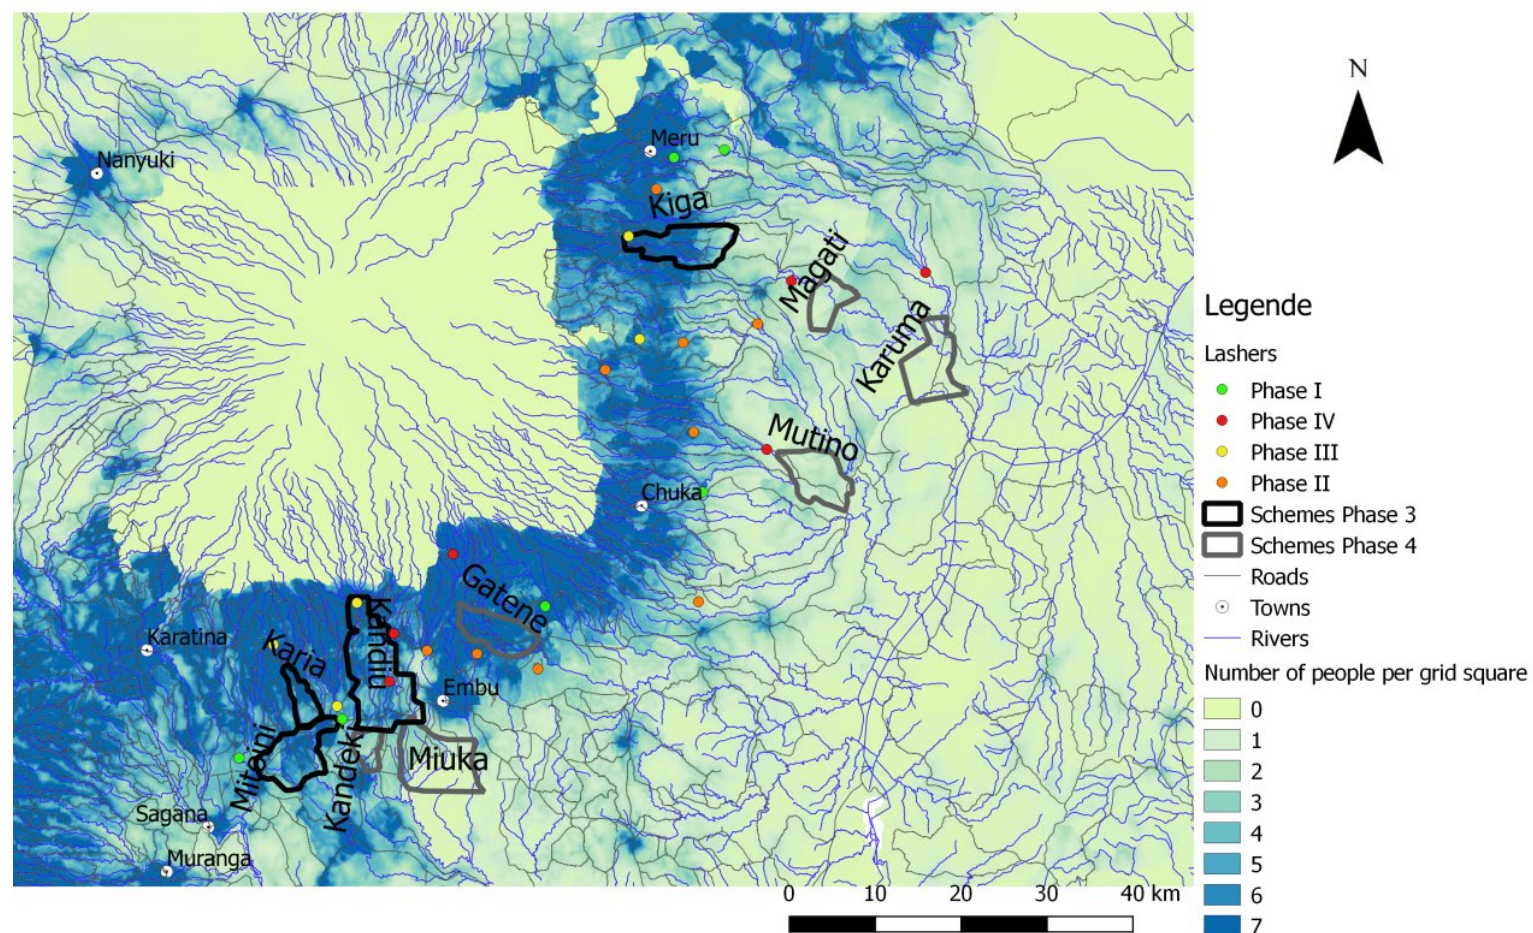 N
Meru
Nanyuki
Kiga
Magati
Karuma
Mutino
Chuka
Gatene
Kandiu
Karatina
Karia
Embu
Miteini
Kandeki
Miuka
Sagana
Muranga
0 10 20 30 40 km
Legende
Lashers
Phase I
Phase IV
Phase III
Phase II
Schemes Phase 3
Schemes Phase 4
Roads
Towns
Rivers
Number of people per grid square
0
1
2
3
4
5
6
7